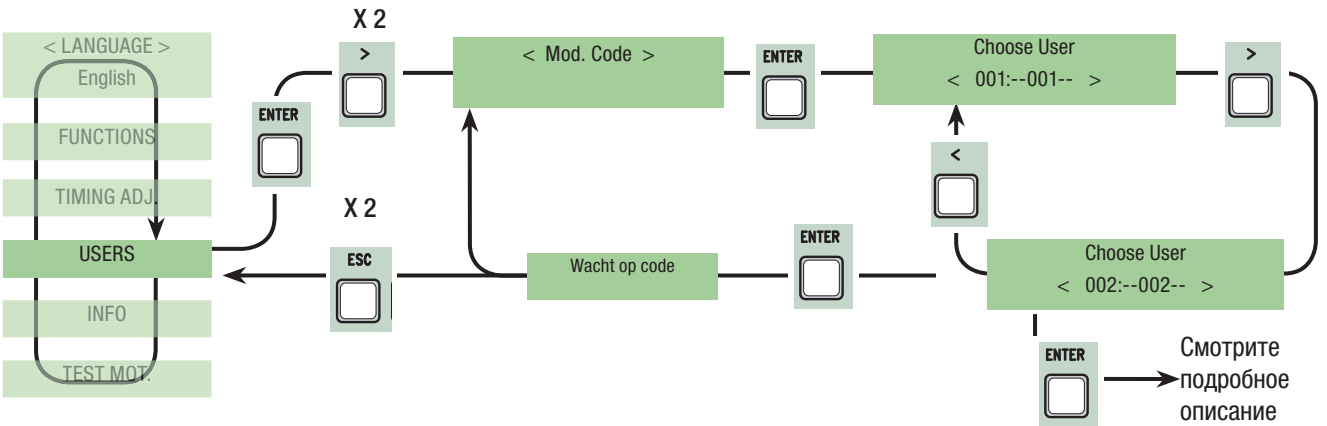 < LANGUAGE >
English
FUNCTIONS
TIMING ADJ.
USERS
INFO
TEST MOT.
ENTER
X 2
>
< Mod. Code >
ENTER
Choose User
< 001:--001-- >
>
<
Choose User
< 002:--002-- >
ENTER
Wacht op code
X 2
ESC
ENTER
Смотрите
подробное
описание